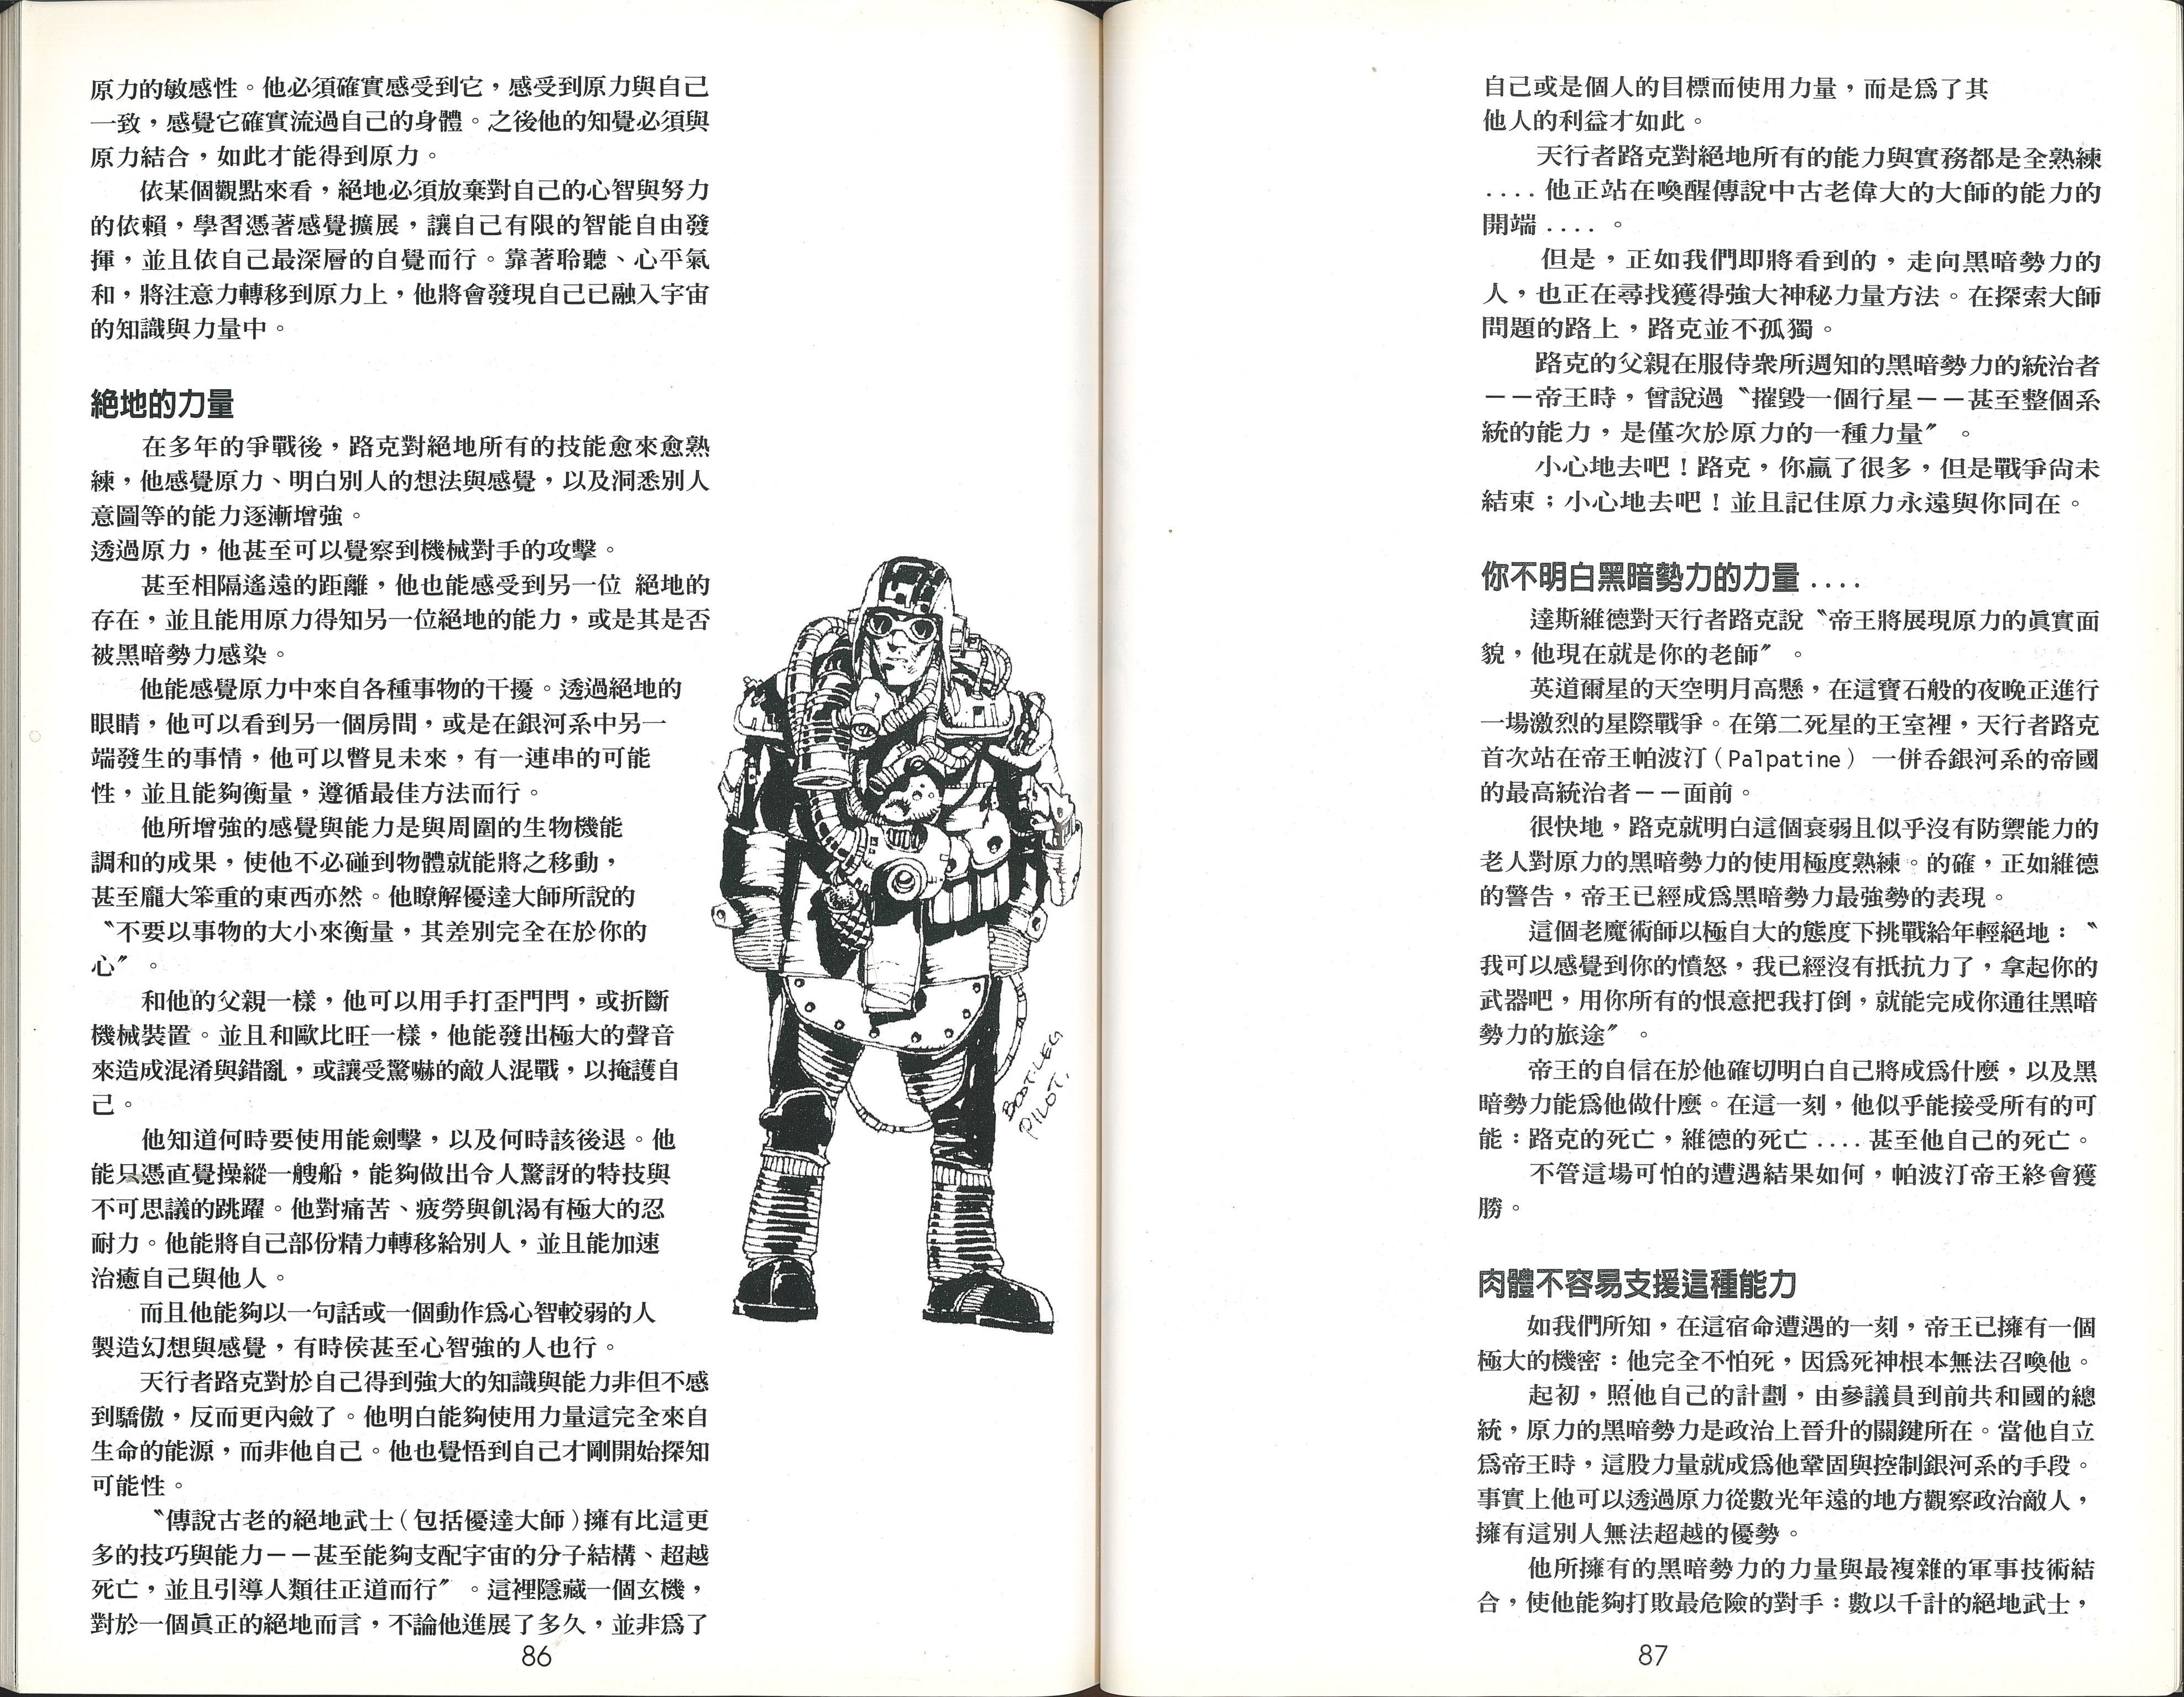 原力的敏感性。他必須確實感受到它，感受到原力與自己
一致，感覺它確實流過自己的身體。之後他的知覺必須與
原力結合，如此才能得到原力。
依某個觀點來看，絕地必須放棄對自己的心智與努力
的依賴，學習憑著感覺擴展，讓自己有限的智能自由發
揮，並且依自己最深層的自覺而行。靠著聆聽、心平氣
和，將注意力轉移到原力上，他將會發現自己已融入宇宙
的知識與力量中。
絕地的力量
在多年的爭戰後，路克對絕地所有的技能愈來愈熟
練，他感覺原力、明白別人的想法與感覺，以及洞悉別人
意圖等的能力逐漸增強。
透過原力，他甚至可以覺察到機械對手的攻擊。
甚至相隔遙遠的距離，他也能感受到另一位 絕地的
存在，並且能用原力得知另一位絕地的能力，或是其是否
被黑暗勢力感染。
他能感覺原力中來自各種事物的干擾。透過絕地的
眼睛，他可以看到另一個房間，或是在銀河系中另一
端發生的事情，他可以瞥見未來，有一連串的可能
性，並且能夠衡量，遵循最佳方法而行。
他所增強的感覺與能力是與周圍的生物機能
調和的成果，使他不必碰到物體就能將之移動，
甚至龐大笨重的東西亦然。他瞭解優達大師所說的
〝不要以事物的大小來衡量，其差別完全在於你的
心〞。
和他的父親一樣，他可以用手打歪門閂，或折斷
機械裝置。並且和歐比旺一樣，他能發出極大的聲音
來造成混淆與錯亂，或讓受驚嚇的敵人混戰，以掩護自
己。
他知道何時要使用能劍擊，以及何時該後退。他
能只憑直覺操縱一艘船，能夠做出令人驚訝的特技與
不可思議的跳躍。他對痛苦、疲勞與飢渴有極大的忍
耐力。他能將自己部份精力轉移給別人，並且能加速
治癒自己與他人。
而且他能夠以一句話或一個動作爲心智較弱的人
製造幻想與感覺，有時侯甚至心智強的人也行。
天行者路克對於自己得到強大的知識與能力非但不感
到驕傲，反而更內斂了。他明白能夠使用力量這完全來自
生命的能源，而非他自己。他也覺悟到自己才剛開始探知
可能性。
〝傳說古老的絕地武士（包括優達大師）擁有比這更
多的技巧與能力－－甚至能夠支配宇宙的分子結構、超越
死亡，並且引導人類往正道而行〞。這裡隱藏一個玄機，
對於一個眞正的絕地而言，不論他進展了多久，並非爲了
86
BOOT-LEG
PILOT.
自己或是個人的目標而使用力量，而是爲了其
他人的利益才如此。
天行者路克對絕地所有的能力與實務都是全熟練
....他正站在喚醒傳說中古老偉大的大師的能力的
開端....。
但是，正如我們即將看到的，走向黑暗勢力的
人，也正在尋找獲得強大神秘力量方法。在探索大師
問題的路上，路克並不孤獨。
路克的父親在服侍衆所週知的黑暗勢力的統治者
－－帝王時，曾說過〝摧毀一個行星－－甚至整個系
統的能力，是僅次於原力的一種力量〞。
小心地去吧！路克，你贏了很多，但是戰爭尙未
結束；小心地去吧！並且記住原力永遠與你同在。
你不明白黑暗勢力的力量....
達斯維德對天行者路克說〝帝王將展現原力的眞實面
貌，他現在就是你的老師〞。
英道爾星的天空明月高懸，在這寶石般的夜晚正進行
一場激烈的星際戰爭。在第二死星的王室裡，天行者路克
首次站在帝王帕波汀（Palpatine）一併吞銀河系的帝國
的最高統治者－－面前。
很快地，路克就明白這個衰弱且似乎沒有防禦能力的
老人對原力的黑暗勢力的使用極度熟練。的確，正如維德
的警告，帝王已經成爲黑暗勢力最強勢的表現。
這個老魔術師以極自大的態度下挑戰給年輕絕地：〝
我可以感覺到你的憤怒，我已經沒有抵抗力了，拿起你的
武器吧，用你所有的恨意把我打倒，就能完成你通往黑暗
勢力的旅途〞。
帝王的自信在於他確切明白自己將成爲什麼，以及黑
暗勢力能爲他做什麼。在這一刻，他似乎能接受所有的可
能：路克的死亡，維德的死亡....甚至他自己的死亡。
不管這場可怕的遭遇結果如何，帕波汀帝王終會獲
勝。
肉體不容易支援這種能力
如我們所知，在這宿命遭遇的一刻，帝王已擁有一個
極大的機密：他完全不怕死，因爲死神根本無法召喚他。
起初，照他自己的計劃，由參議員到前共和國的總
統，原力的黑暗勢力是政治上晉升的關鍵所在。當他自立
爲帝王時，這股力量就成爲他鞏固與控制銀河系的手段。
事實上他可以透過原力從數光年遠的地方觀察政治敵人，
擁有這別人無法超越的優勢。
他所擁有的黑暗勢力的力量與最複雜的軍事技術結
合，使他能夠打敗最危險的對手：數以千計的絕地武士，
87